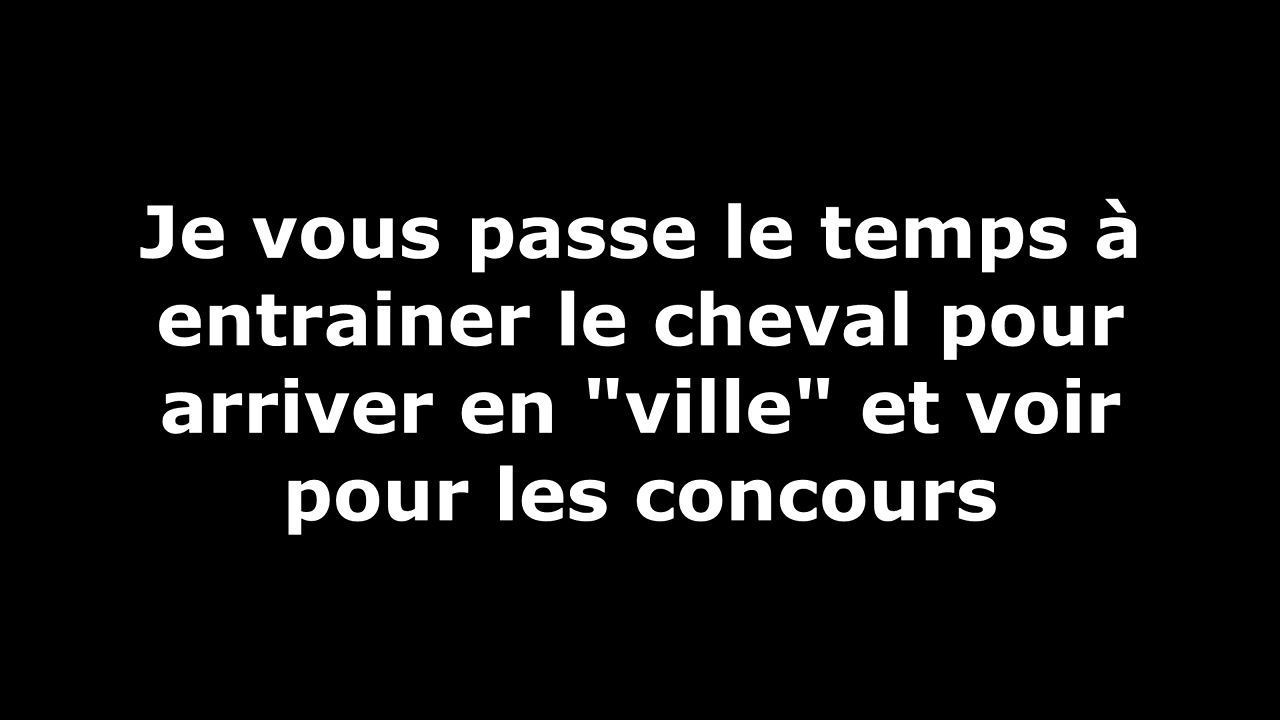 Je vous passe le temps à
entrainer le cheval pour
arriver en "ville" et voir
pour les concours